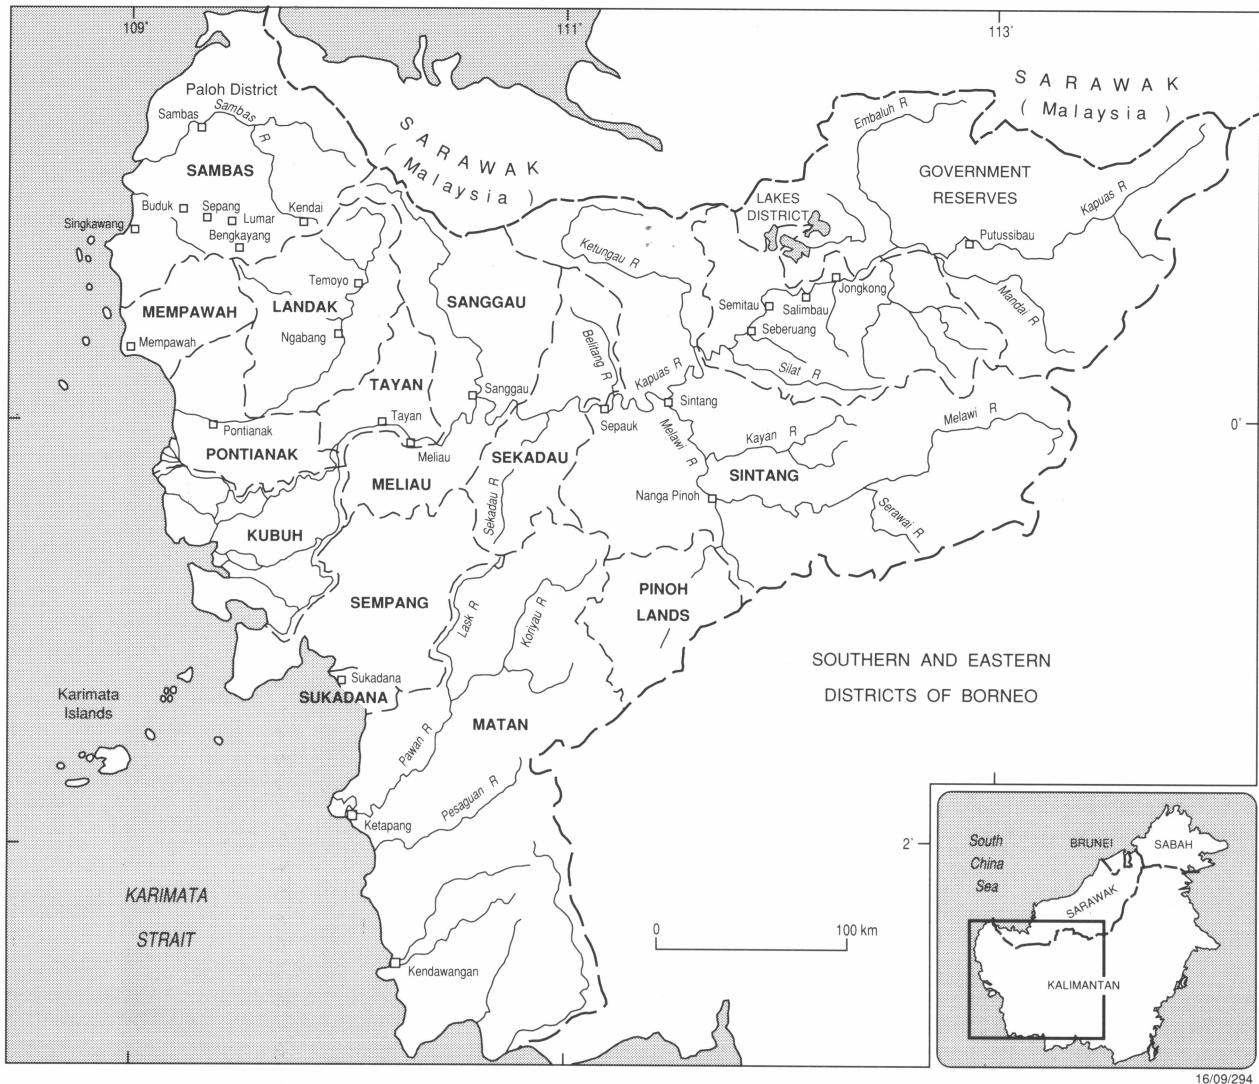 109°
111°
113°
SARAWAK
( Malaysia )
Paloh District
Sambas
Sambas R
SARAWAK
( Malaysia )
Embaluh R
GOVERNMENT
RESERVES
SAMBAS
LAKES
DISTRICT
Kapuas R
Buduk
Sepang
Lumar
Kendai
Singkawang
Bengkayang
Putussibau
Ketungau R
Temoyo
Jongkong
MEMPAWAH
LANDAK
SANGGAU
Semitau
Salimbau
Mandai R
Mempawah
Ngabang
Seberuang
Belitang R
Silat R
TAYAN
Kapuas R
Sanggau
Sintang
Tayan
Sepauk
Melawi R
0°
Pontianak
Meliau
Melawi R
Kayan R
PONTIANAK
SEKADAU
MELIAU
SINTANG
Sekadau R
Nanga Pinoh
Serawai R
KUBUH
SEMPANG
PINOH
LANDS
Lask R
Koriyau R
SOUTHERN AND EASTERN
DISTRICTS OF BORNEO
Sukadana
SUKADANA
Karimata
Islands
MATAN
Pawan R
Pesaguan R
Ketapang
2°
KARIMATA
STRAIT
0
100 km
Kendawangan
South
China
Sea
BRUNEI
SABAH
SARAWAK
KALIMANTAN
16/09/294